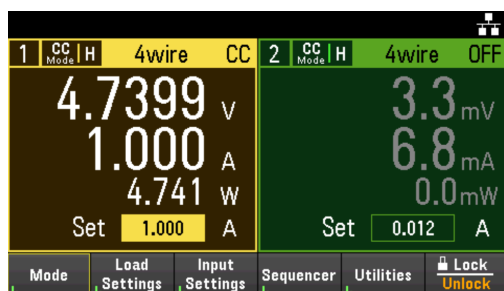 1 CC Mode H 4wire CC
4.7399 V
1.000 A
4.741 W
Set 1.000 A
2 CC Mode H 4wire OFF
3.3 mV
6.8 mA
0.0 mW
Set 0.012 A
Mode
Load Settings
Input Settings
Sequencer
Utilities
Lock
Unlock